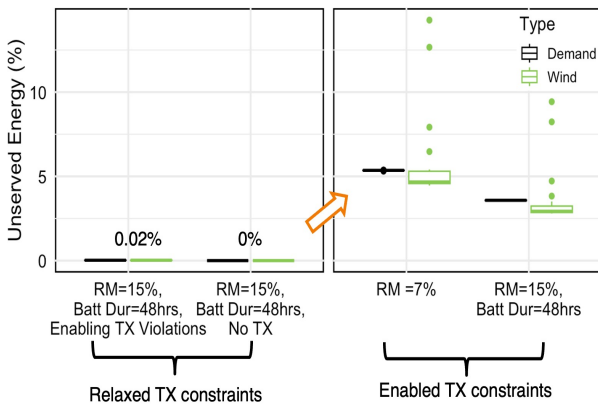 Unserved Energy (%)
10
5
0
0.02%
0%
Type
Demand
Wind
RM=15%,
Batt Dur=48hrs,
Enabling TX Violations
RM=15%,
Batt Dur=48hrs,
No TX
RM =7%
RM=15%,
Batt Dur=48hrs
Relaxed TX constraints
Enabled TX constraints